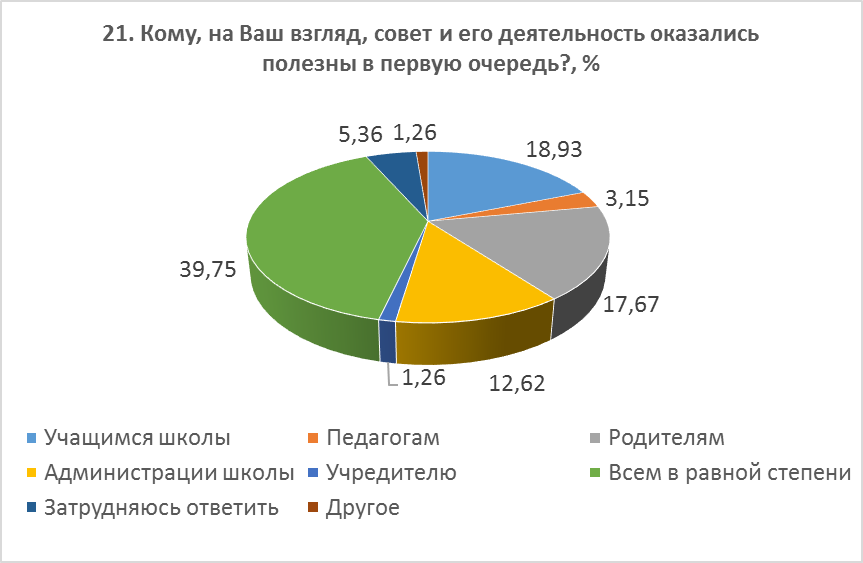 21. Кому, на Ваш взгляд, совет и его деятельность оказались
полезны в первую очередь?, %
5,36
1,26
18,93
3,15
39,75
17,67
1,26
12,62
Учащимся школы
Педагогам
Родителям
Администрации школы
Учредителю
Всем в равной степени
Затрудняюсь ответить
Другое